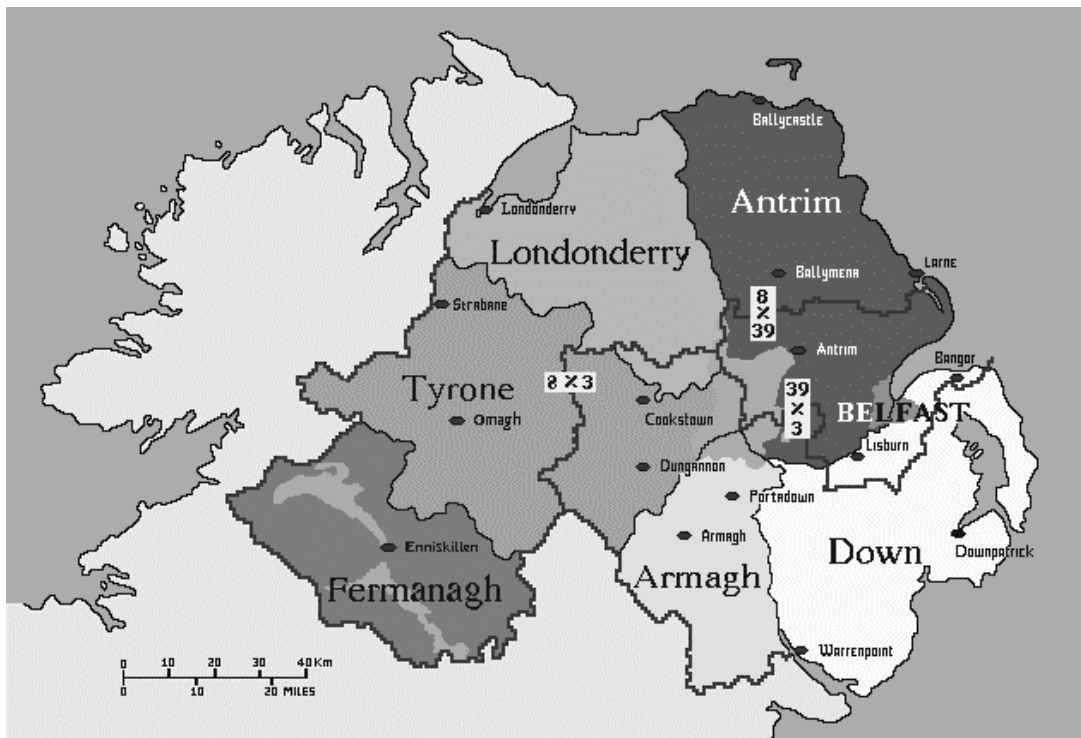 Ballycastle
Antrim
Londonderry
Londonderry
Ballymena
Larne
Strabane
8
X
39
Antrim
Bangor
Tyrone
8 X 3
39
X
3
Cookstown
BELFAST
Omagh
Lisburn
Dungannon
Portadown
Armagh
Enniskillen
Down
Downpatrick
Armagh
Fermanagh
Warrenpoint
0 10 20 30 40 Km
0 10 20 MILES